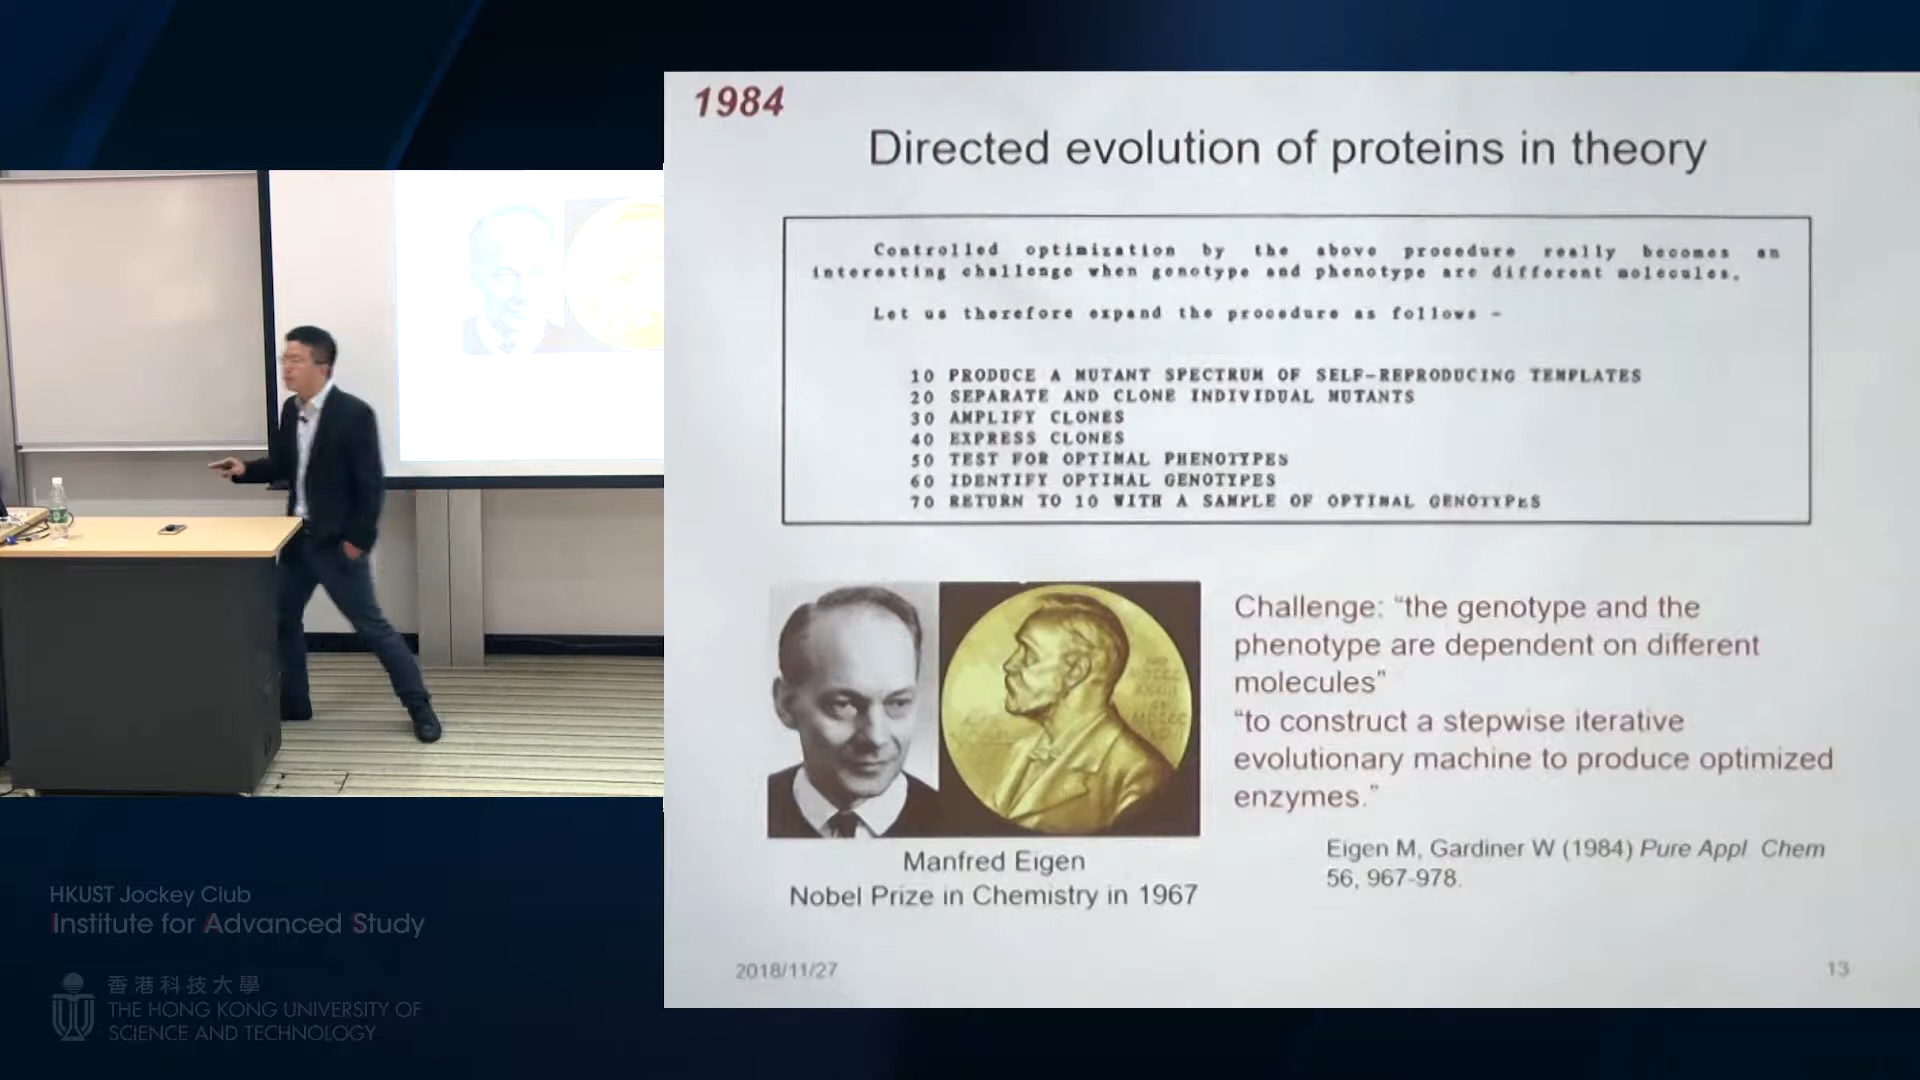 1984
Directed evolution of proteins in theory
Controlled optimization by the above procedure really becomes an
interesting challenge when genotype and phenotype are different molecules.
Let us therefore expand the procedure as follows -
10 PRODUCE A MUTANT SPECTRUM OF SELF-REPRODUCING TEMPLATES
20 SEPARATE AND CLONE INDIVIDUAL MUTANTS
30 AMPLIFY CLONES
40 EXPRESS CLONES
50 TEST FOR OPTIMAL PHENOTYPES
60 IDENTIFY OPTIMAL GENOTYPES
70 RETURN TO 10 WITH A SAMPLE OF OPTIMAL GENOTYPES
Challenge: “the genotype and the
phenotype are dependent on different
molecules”
“to construct a stepwise iterative
evolutionary machine to produce optimized
enzymes.”
Eigen M, Gardiner W (1984) Pure Appl. Chem
56, 967-978.
Manfred Eigen
Nobel Prize in Chemistry in 1967
2018/11/27
13
HKUST Jockey Club
Institute for Advanced Study
香港科技大學
THE HONG KONG UNIVERSITY OF
SCIENCE AND TECHNOLOGY